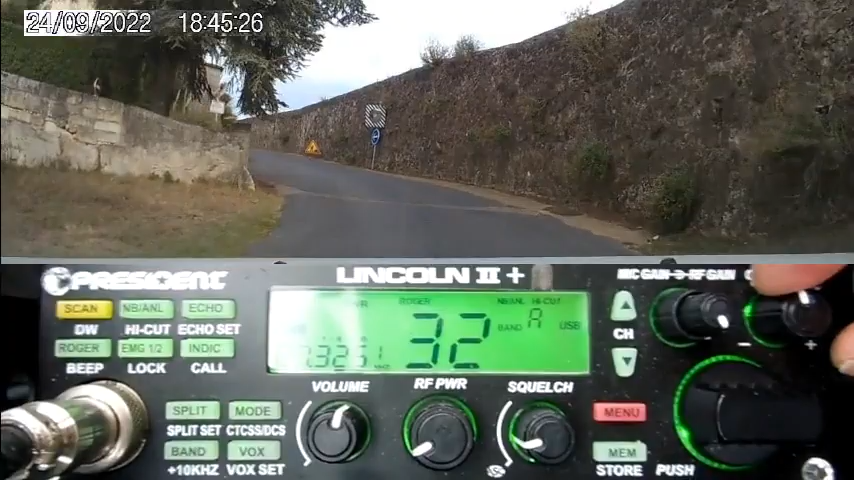 24/09/2022 18:45:26
PRESIDENT
LINCOLN II +
MIC GAIN RF GAIN
SCAN NB/ANL ECHO
DW HI-CUT ECHO SET
ROGER EMG 1/2 INDIC
BEEP LOCK CALL
ROGER NB/ANL HI-CUT
32 BAND A USB
CH
VOLUME RF PWR SQUELCH
SPLIT MODE
SPLIT SET CTCSS/DCS
BAND VOX
+10KHZ VOX SET
MENU
MEM
STORE PUSH
- +